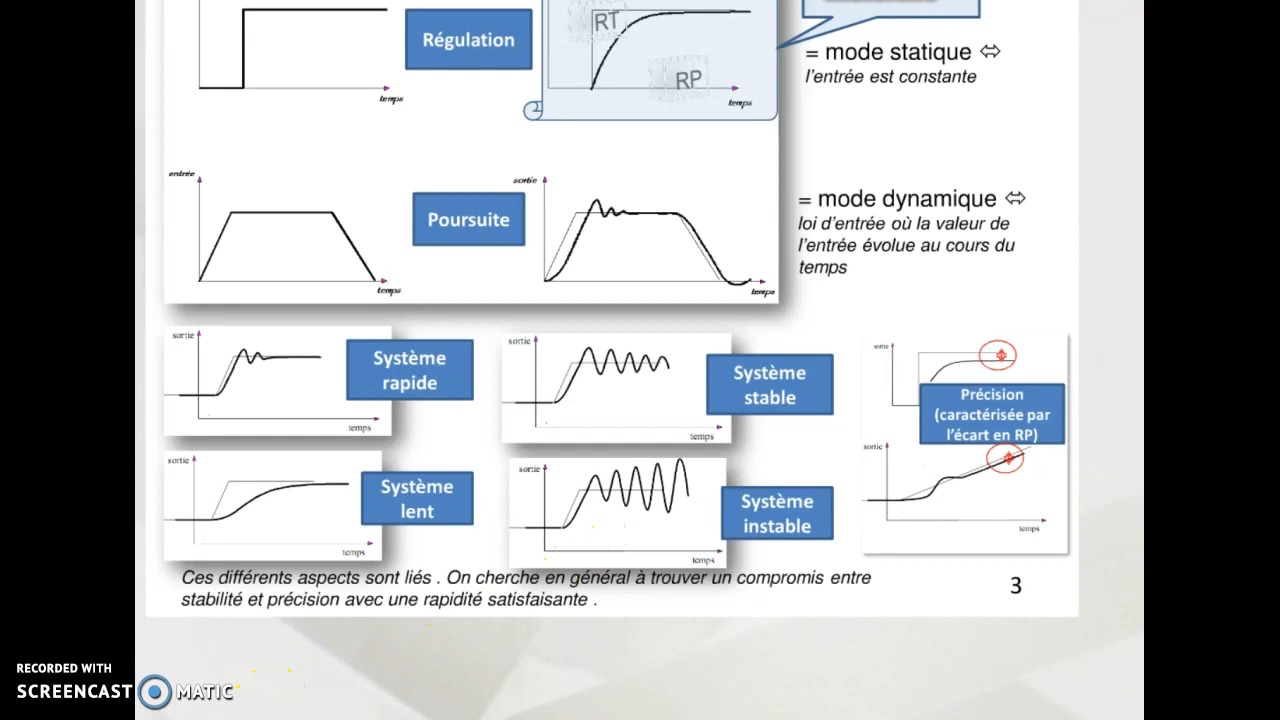 RT
Régulation
RP
temps
temps
= mode statique ⇔
l'entrée est constante
entrée
sortie
Poursuite
temps
temps
= mode dynamique ⇔
loi d'entrée où la valeur de
l'entrée évolue au cours du
temps
sortie
Système
rapide
temps
sortie
Système
stable
temps
sortie
Précision
(caractérisée par
l'écart en RP)
sortie
temps
sortie
Système
lent
temps
sortie
Système
instable
temps
Ces différents aspects sont liés . On cherche en général à trouver un compromis entre
stabilité et précision avec une rapidité satisfaisante .
3
RECORDED WITH
SCREENCAST MATIC